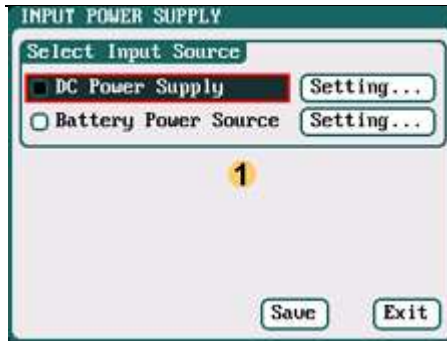 INPUT POWER SUPPLY
Select Input Source
DC Power Supply Setting...
Battery Power Source Setting...
1
Save Exit